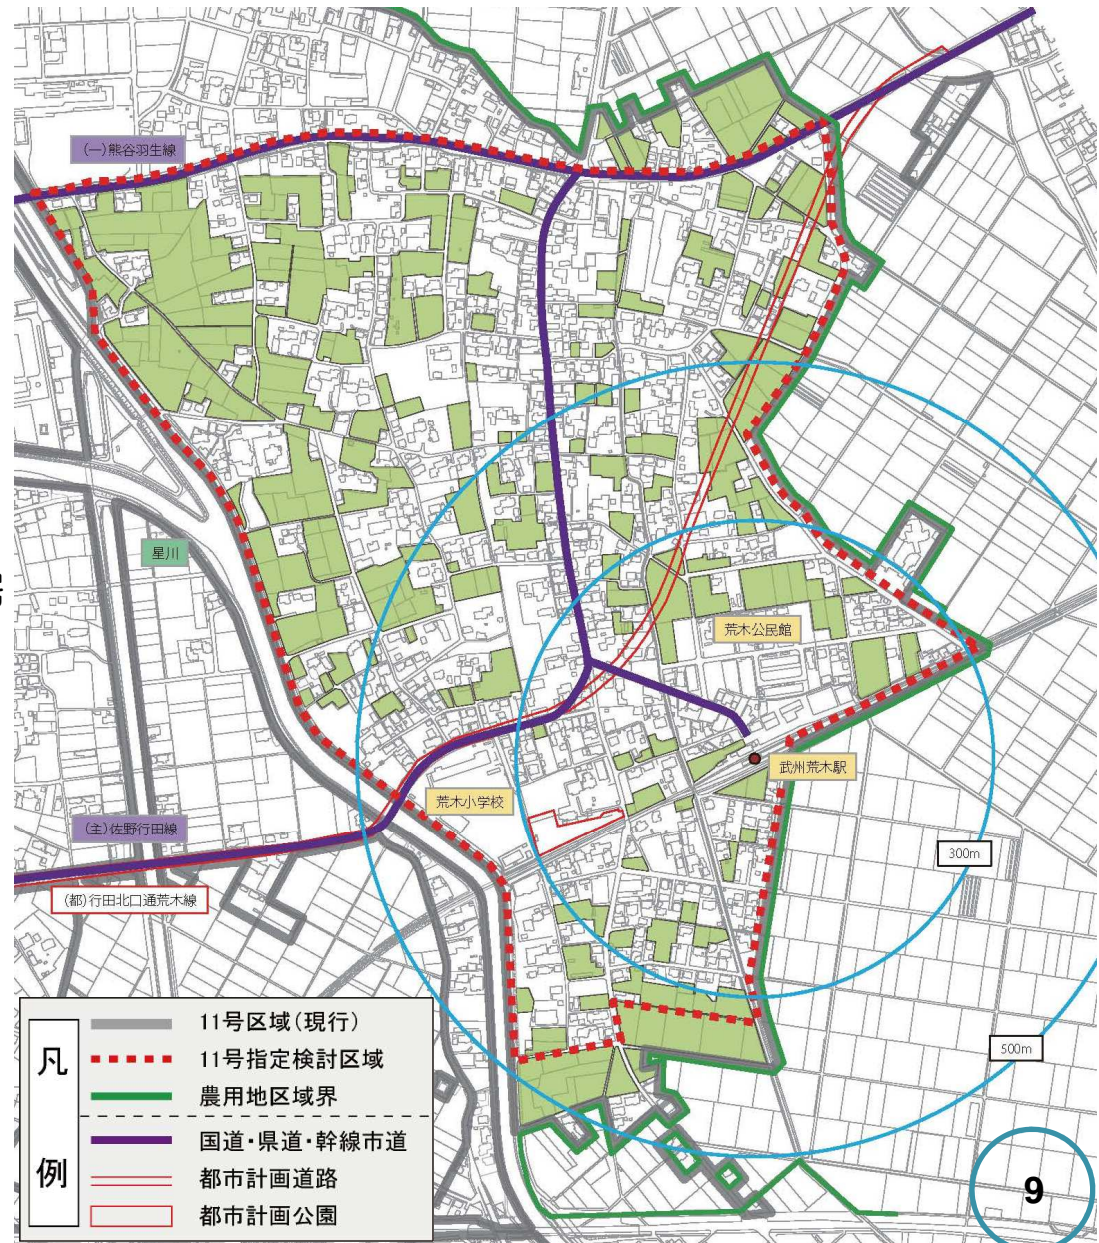 (一)熊谷羽生線
星川
荒木公民館
武州荒木駅
荒木小学校
(主)佐野行田線
300m
(都)行田北口通荒木線
500m
凡例
11号区域(現行)
11号指定検討区域
農用地区域界
国道・県道・幹線市道
都市計画道路
都市計画公園
9